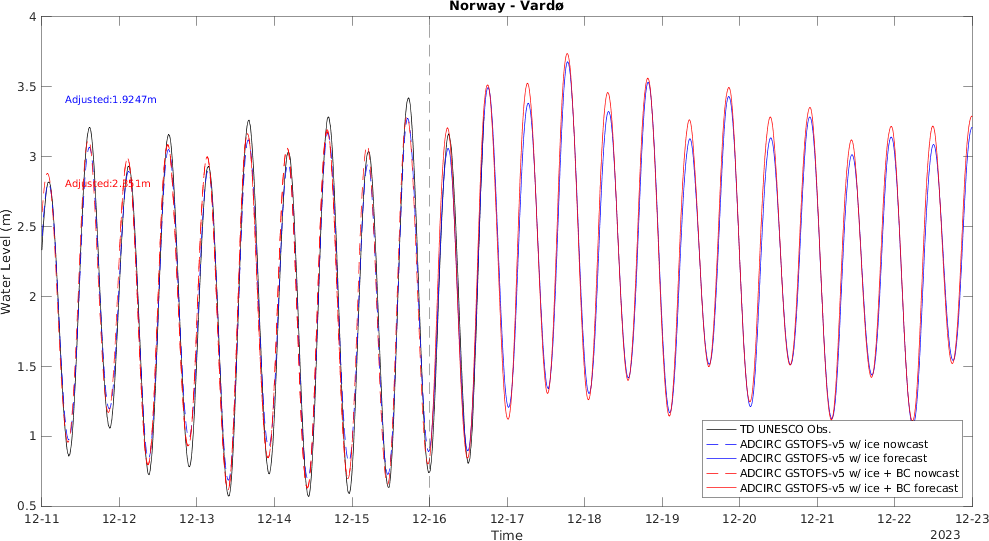 Norway - Vardø
4
3.5
3
2.5
2
1.5
1
0.5
Water Level (m)
Adjusted:1.9247m
TD UNESCO Obs.
ADCIRC GSTOFS-v5 w/ ice nowcast
ADCIRC GSTOFS-v5 w/ ice forecast
ADCIRC GSTOFS-v5 w/ ice + BC nowcast
ADCIRC GSTOFS-v5 w/ ice + BC forecast
12-11 12-12 12-13 12-14 12-15 12-16 12-17 12-18 12-19 12-20 12-21 12-22 12-23
Time
2023